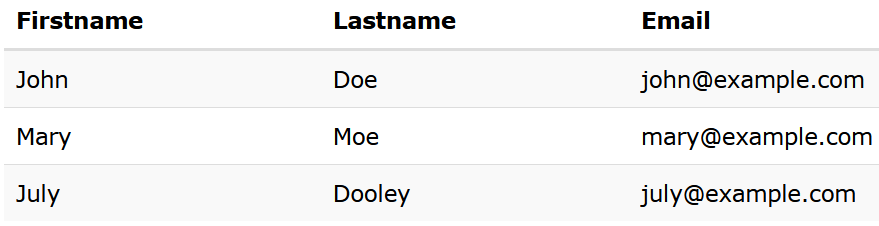 Firstname Lastname Email
John Doe john@example.com
Mary Moe mary@example.com
July Dooley july@example.com